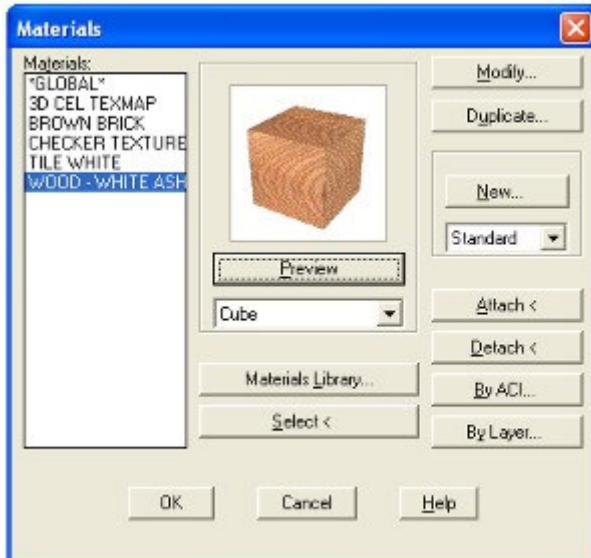 Materials
Materials:
*GLOBAL*
3D CEL TEXMAP
BROWN BRICK
CHECKER TEXTURE
TILE WHITE
WOOD - WHITE ASH
Preview
Cube
Materials Library...
Select <
Modify...
Duplicate...
New...
Standard
Attach <
Detach <
By ACI...
By Layer...
OK
Cancel
Help